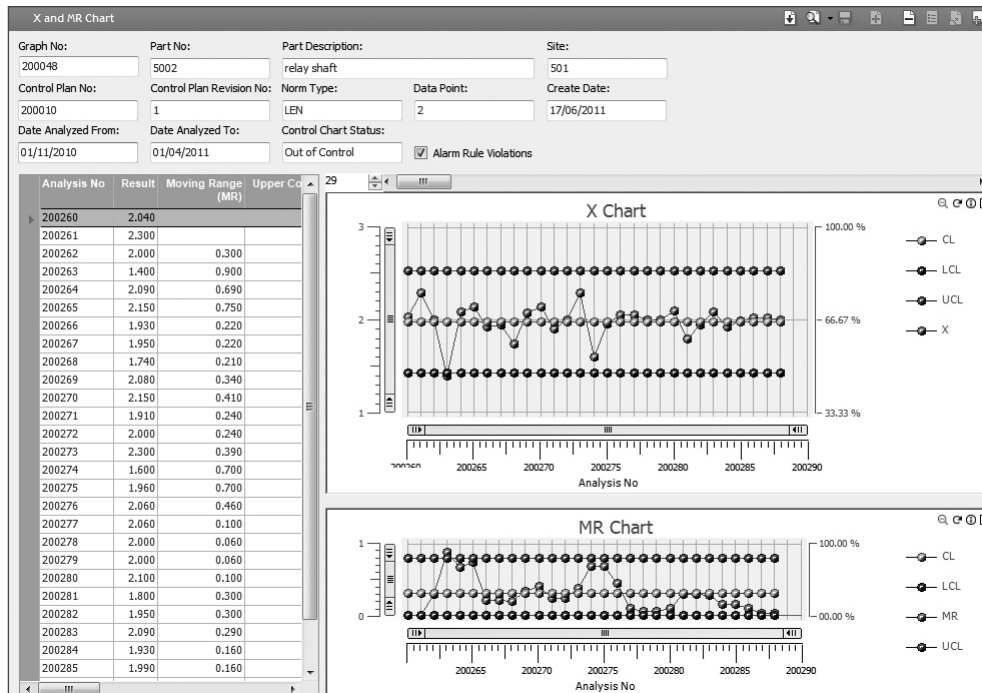 X and MR Chart
Graph No: Part No: Part Description: Site:
200048 5002 relay shaft 501
Control Plan No: Control Plan Revision No: Norm Type: Data Point: Create Date:
200010 1 LEN 2 17/06/2011
Date Analyzed From: Date Analyzed To: Control Chart Status:
01/11/2010 01/04/2011 Out of Control Alarm Rule Violations
Analysis No Result Moving Range (MR) Upper Co
200260 2.040
200261 2.300
200262 2.000 0.300
200263 1.400 0.900
200264 2.090 0.690
200265 2.150 0.750
200266 1.930 0.220
200267 1.950 0.220
200268 1.740 0.210
200269 2.080 0.340
200270 2.150 0.410
200271 1.910 0.240
200272 2.000 0.240
200273 2.300 0.390
200274 1.600 0.700
200275 1.960 0.700
200276 2.060 0.460
200277 2.060 0.100
200278 2.000 0.060
200279 2.000 0.060
200280 2.100 0.100
200281 1.800 0.300
200282 1.950 0.300
200283 2.090 0.290
200284 1.930 0.160
200285 1.990 0.160
29
X Chart
3 100.00 %
2 66.67 %
1 33.33 %
CL
LCL
UCL
X
200265 200270 200275 200280 200285 200290
Analysis No
MR Chart
1 100.00 %
0 00.00 %
CL
LCL
MR
UCL
200265 200270 200275 200280 200285 200290
Analysis No